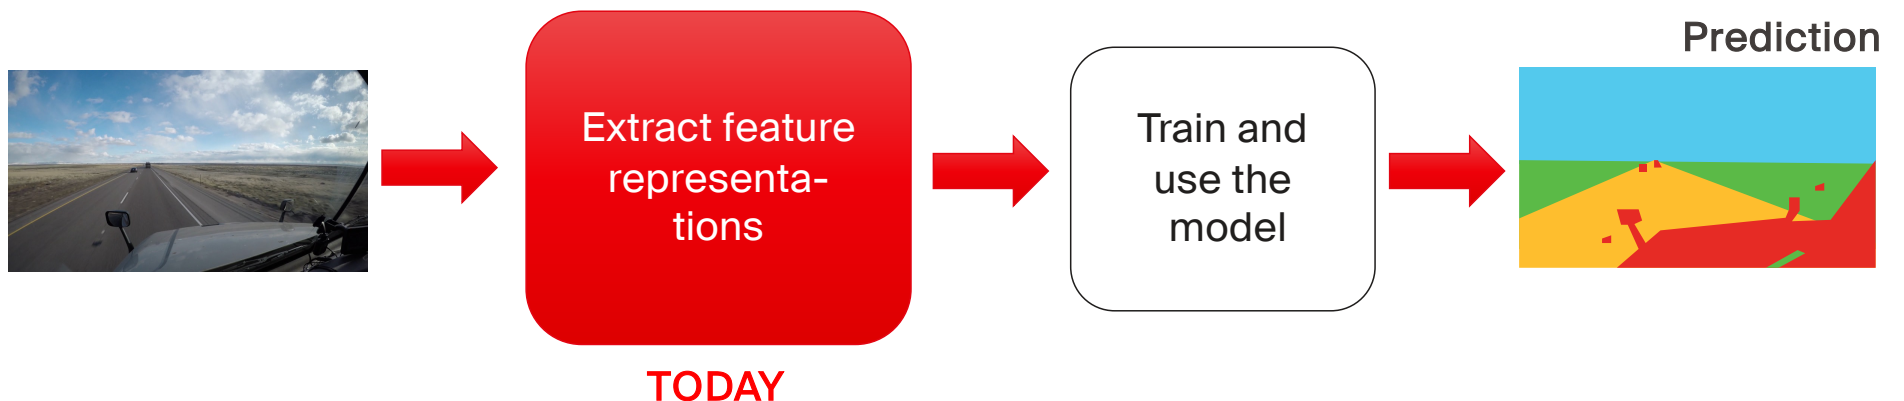 Prediction
Extract feature
representa-
tions
Train and
use the
model
TODAY